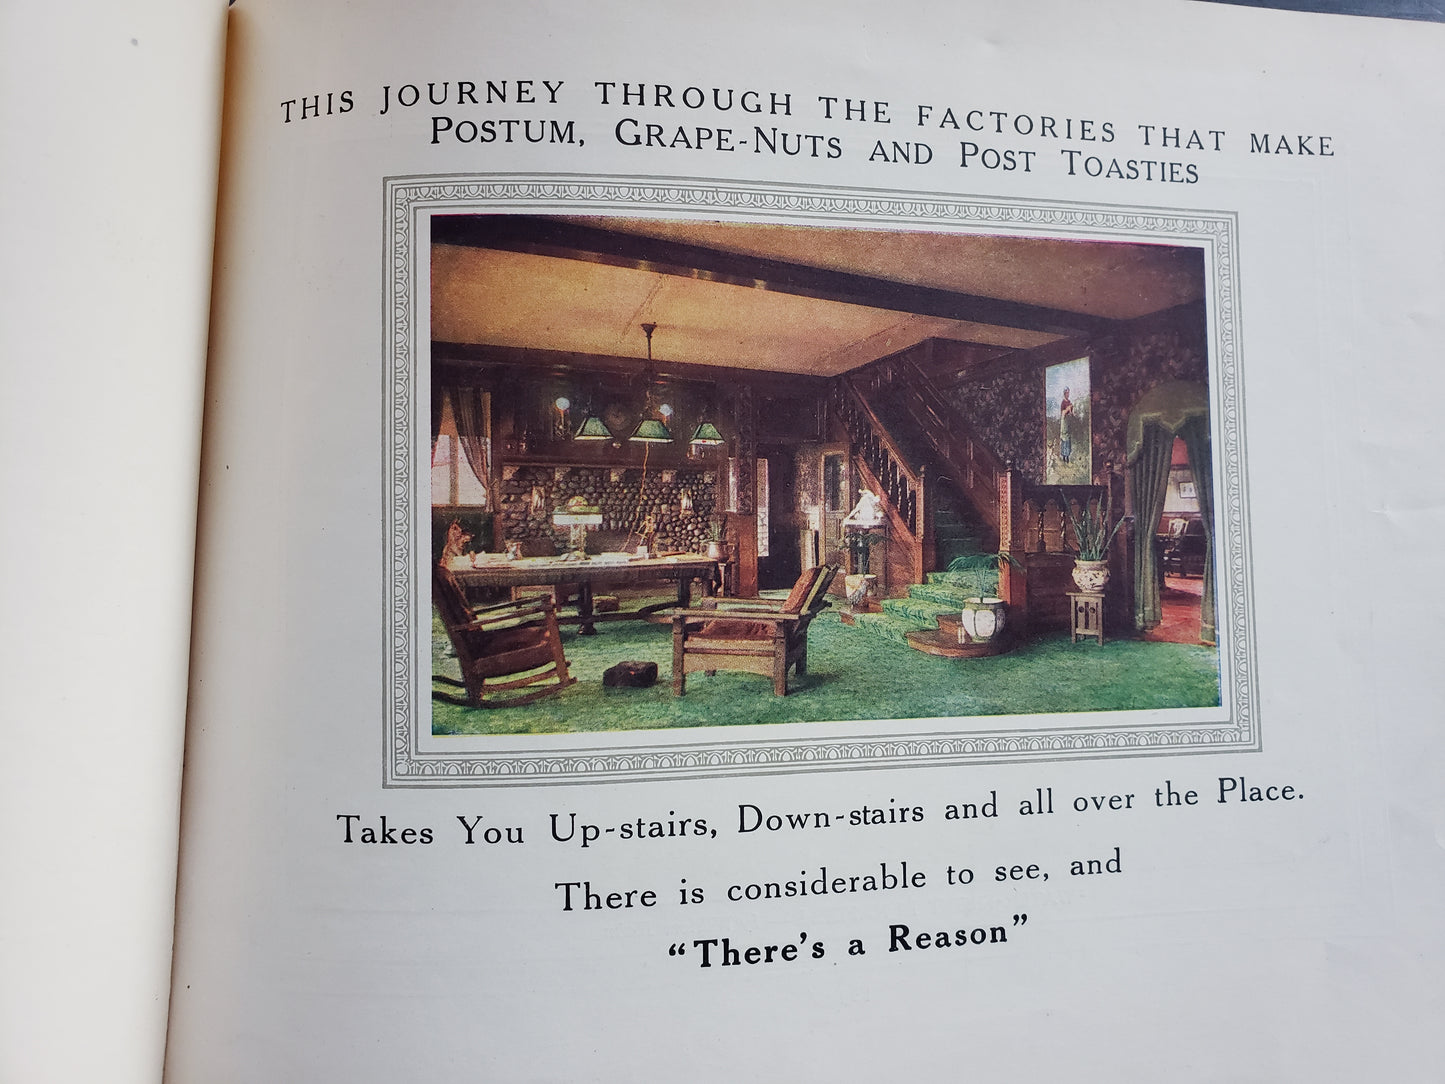 THIS JOURNEY THROUGH THE FACTORIES THAT MAKE
POSTUM, GRAPE-NUTS AND POST TOASTIES
Takes You Up-stairs, Down-stairs and all over the Place.
There is considerable to see, and
“There’s a Reason”